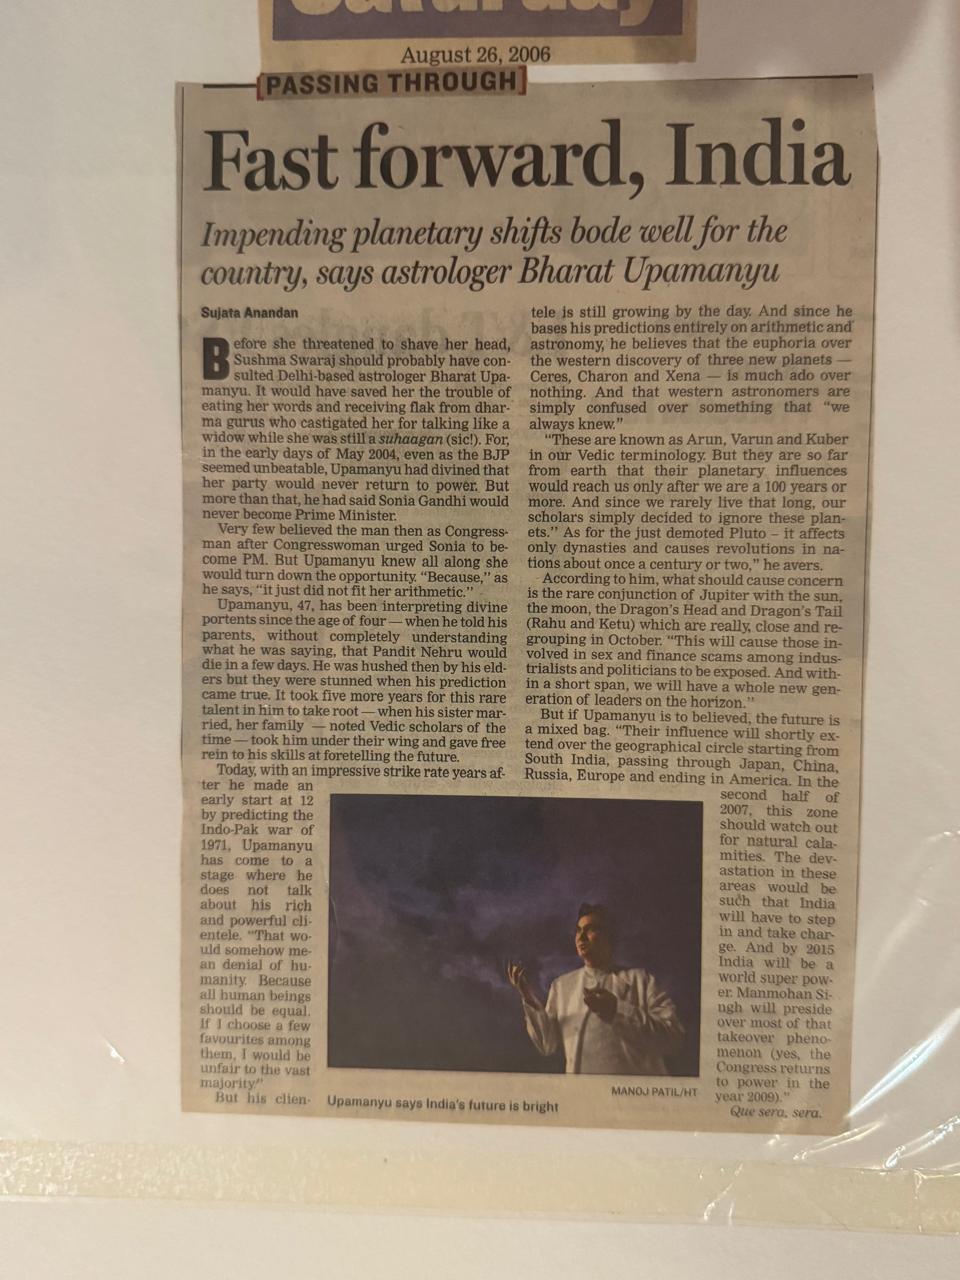 Saturday
August 26, 2006
[PASSING THROUGH]
Fast forward, India
Impending planetary shifts bode well for the
country, says astrologer Bharat Upamanyu
Sujata Anandan
Before she threatened to shave her head,
Sushma Swaraj should probably have con-
sulted Delhi-based astrologer Bharat Upa-
manyu. It would have saved her the trouble of
eating her words and receiving flak from dhar-
ma gurus who castigated her for talking like a
widow while she was still a suhaagan (sic!). For,
in the early days of May 2004, even as the BJP
seemed unbeatable, Upamanyu had divined that
her party would never return to power. But
more than that, he had said Sonia Gandhi would
never become Prime Minister.
Very few believed the man then as Congress-
man after Congresswoman urged Sonia to be-
come PM. But Upamanyu knew all along she
would turn down the opportunity. “Because,” as
he says, “it just did not fit her arithmetic.”
Upamanyu, 47, has been interpreting divine
portents since the age of four — when he told his
parents, without completely understanding
what he was saying, that Pandit Nehru would
die in a few days. He was hushed then by his eld-
ers but they were stunned when his prediction
came true. It took five more years for this rare
talent in him to take root — when his sister mar-
ried, her family — noted Vedic scholars of the
time — took him under their wing and gave free
rein to his skills at foretelling the future.
Today, with an impressive strike rate years af-
ter he made an
early start at 12
by predicting the
Indo-Pak war of
1971, Upamanyu
has come to a
stage where he
does not talk
about his rich
and powerful cli-
entele. “That wo-
uld somehow me-
an denial of hu-
manity. Because
all human beings
should be equal.
If I choose a few
favourites among
them, I would be
unfair to the vast
majority.”
But his clien-
tele is still growing by the day. And since he
bases his predictions entirely on arithmetic and
astronomy, he believes that the euphoria over
the western discovery of three new planets —
Ceres, Charon and Xena — is much ado over
nothing. And that western astronomers are
simply confused over something that “we
always knew.”
“These are known as Arun, Varun and Kuber
in our Vedic terminology. But they are so far
from earth that their planetary influences
would reach us only after we are a 100 years or
more. And since we rarely live that long, our
scholars simply decided to ignore these plan-
ets.” As for the just demoted Pluto – it affects
only dynasties and causes revolutions in na-
tions about once a century or two,” he avers.
According to him, what should cause concern
is the rare conjunction of Jupiter with the sun,
the moon, the Dragon’s Head and Dragon’s Tail
(Rahu and Ketu) which are really, close and re-
grouping in October. “This will cause those in-
volved in sex and finance scams among indus-
trialists and politicians to be exposed. And with-
in a short span, we will have a whole new gen-
eration of leaders on the horizon.”
But if Upamanyu is to believed, the future is
a mixed bag. “Their influence will shortly ex-
tend over the geographical circle starting from
South India, passing through Japan, China,
Russia, Europe and ending in America. In the
second half of
2007, this zone
should watch out
for natural cala-
mities. The dev-
astation in these
areas would be
such that India
will have to step
in and take char-
ge. And by 2015
India will be a
world super pow-
er. Manmohan Si-
ngh will preside
over most of that
takeover pheno-
menon (yes, the
Congress returns
to power in the
year 2009).”
Que sera, sera.
MANOJ PATIL/HT
Upamanyu says India’s future is bright